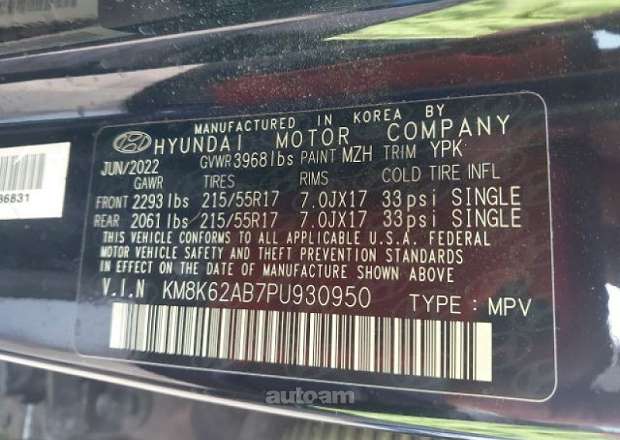 MANUFACTURED IN KOREA BY
HYUNDAI MOTOR COMPANY
JUN/2022 GVWR 3968 lbs PAINT MZH TRIM YPK
GAWR TIRES RIMS COLD TIRE INFL
FRONT 2293 lbs 215/55R17 7.0JX17 33psi SINGLE
REAR 2061 lbs 215/55R17 7.0JX17 33psi SINGLE
THIS VEHICLE CONFORMS TO ALL APPLICABLE U.S.A. FEDERAL
MOTOR VEHICLE SAFETY AND THEFT PREVENTION STANDARDS
IN EFFECT ON THE DATE OF MANUFACTURE SHOWN ABOVE.
V.I.N KM8K62AB7PU930950 TYPE : MPV
autoam